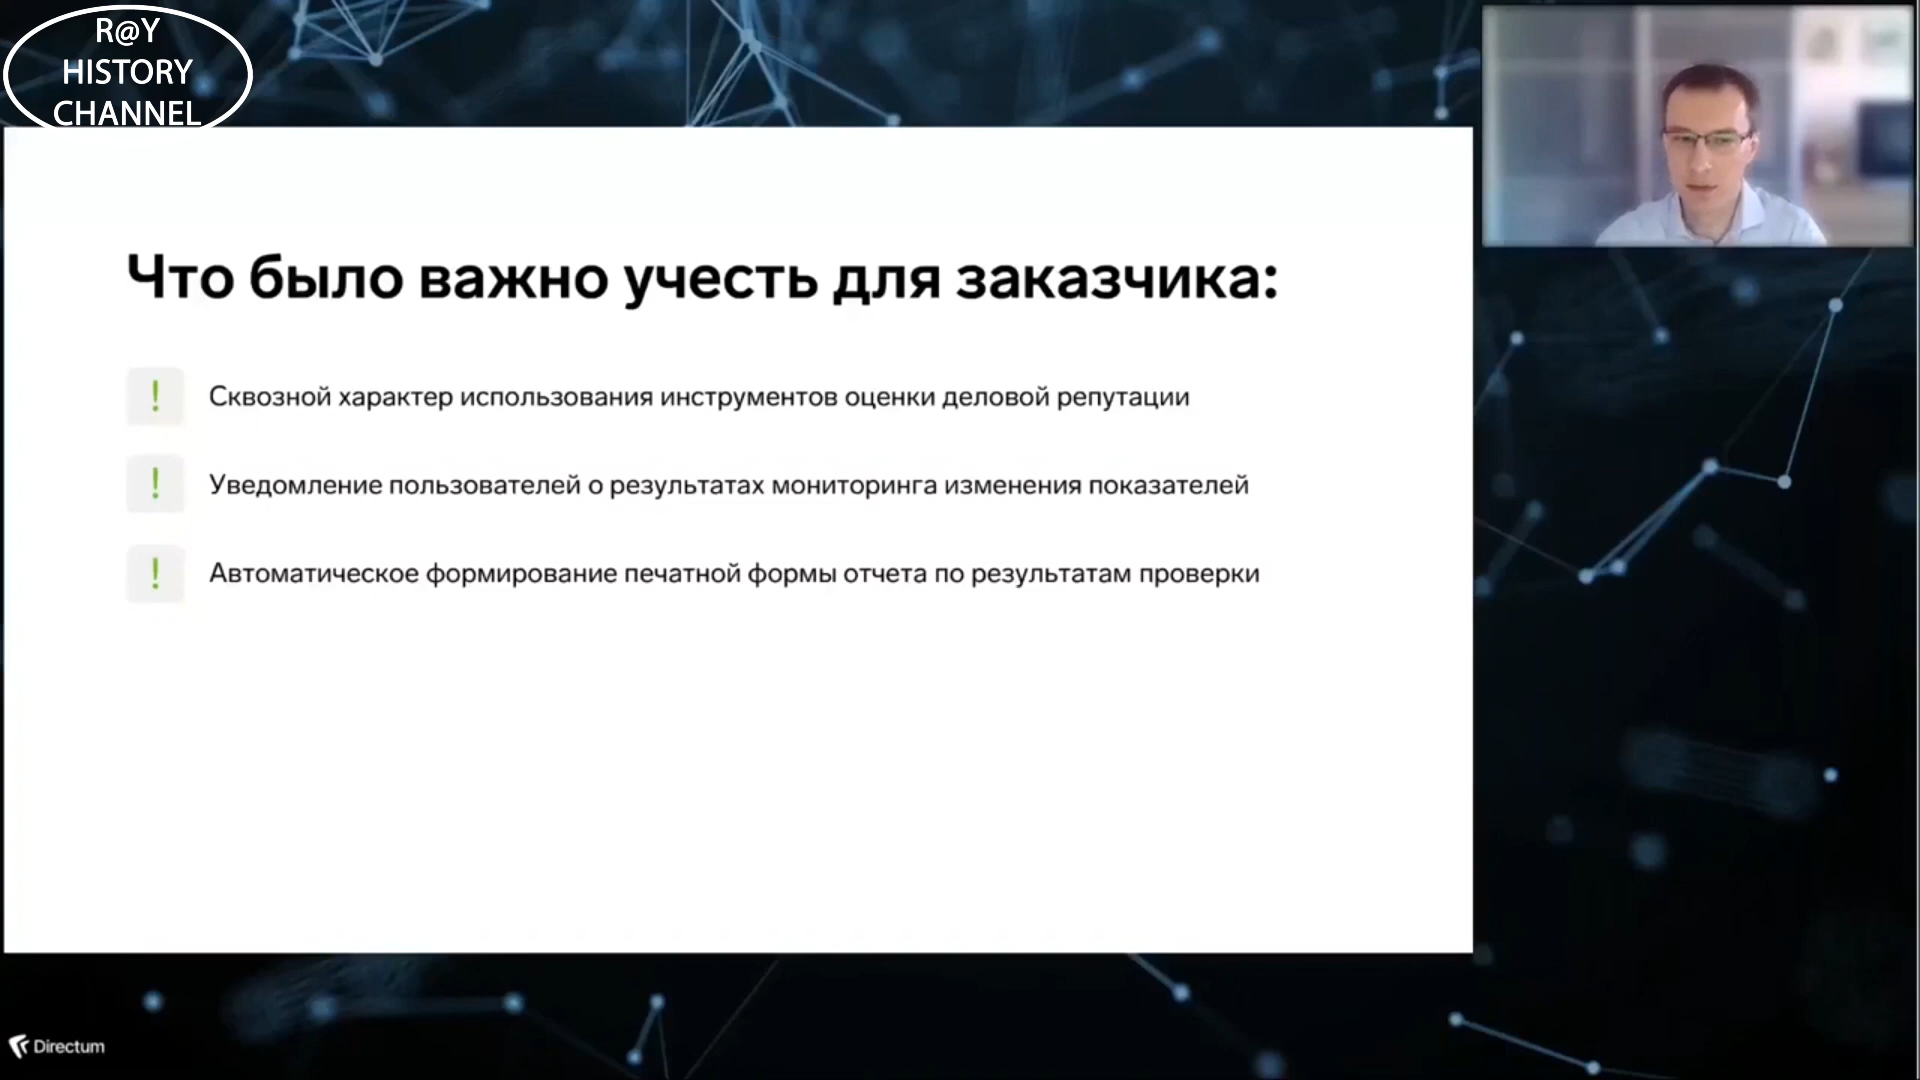 R@Y
HISTORY
CHANNEL
Что было важно учесть для заказчика:
! Сквозной характер использования инструментов оценки деловой репутации
! Уведомление пользователей о результатах мониторинга изменения показателей
! Автоматическое формирование печатной формы отчета по результатам проверки
Directum